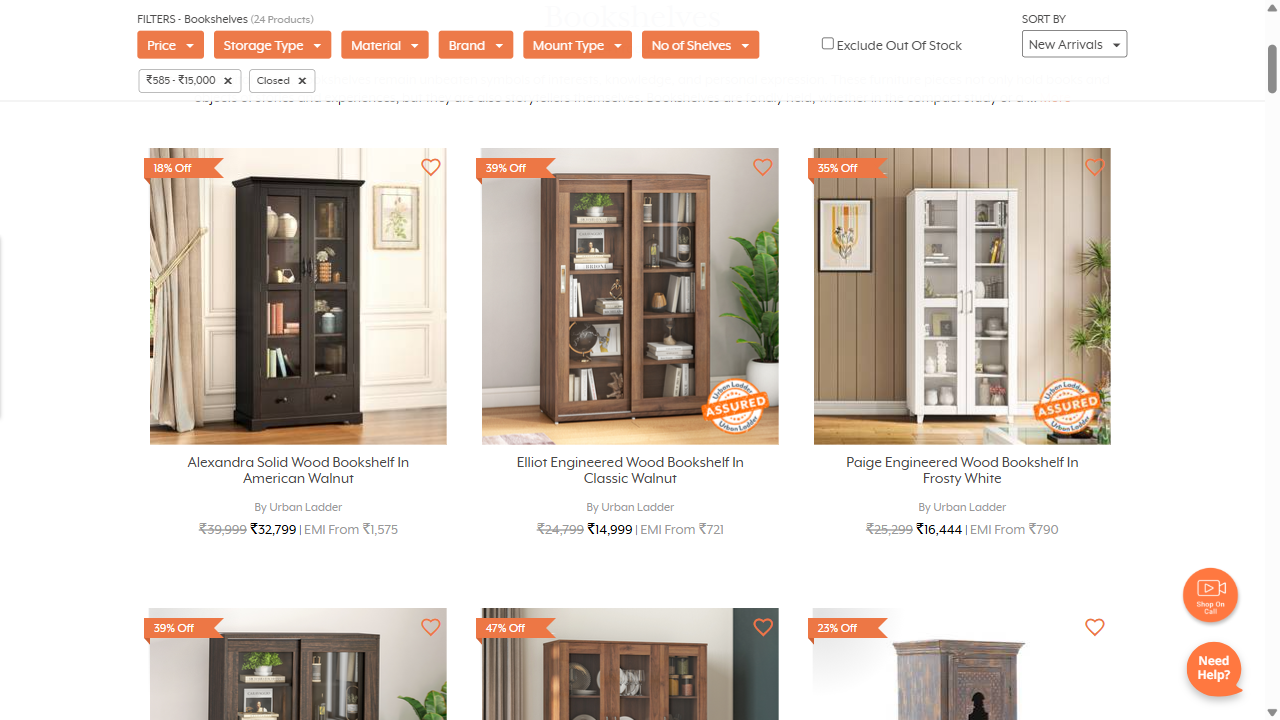 Bookshelves
FILTERS - Bookshelves (24 Products)
SORT BY
Price
Storage Type
Material
Brand
Mount Type
No of Shelves
Exclude Out Of Stock
New Arrivals
₹585 - ₹15,000 ✕
Closed ✕
18% Off
39% Off
35% Off
Urban Ladder
ASSURED
Urban Ladder
Urban Ladder
ASSURED
Urban Ladder
Alexandra Solid Wood Bookshelf In
American Walnut
By Urban Ladder
₹39,999 ₹32,799 | EMI From ₹1,575
Elliot Engineered Wood Bookshelf In
Classic Walnut
By Urban Ladder
₹24,799 ₹14,999 | EMI From ₹721
Paige Engineered Wood Bookshelf In
Frosty White
By Urban Ladder
₹25,299 ₹16,444 | EMI From ₹790
39% Off
47% Off
23% Off
Shop On
Call
Need
Help?